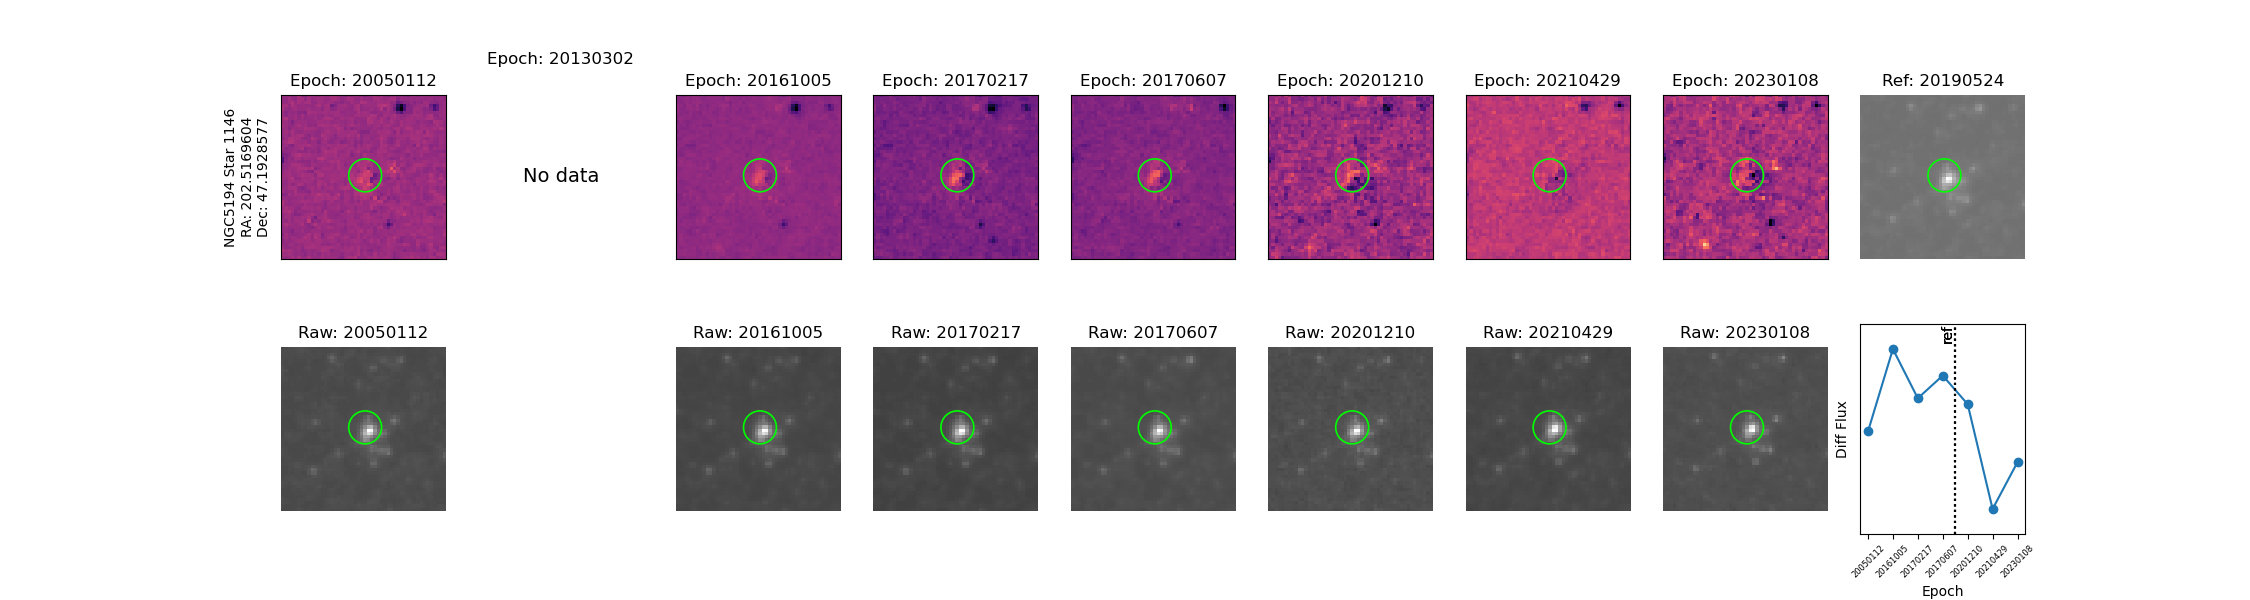 Epoch: 20130302
Epoch: 20050112
Epoch: 20161005
Epoch: 20170217
Epoch: 20170607
Epoch: 20201210
Epoch: 20210429
Epoch: 20230108
Ref: 20190524
NGC5194 Star 1146
RA: 202.5169604
Dec: 47.1928577
No data
Raw: 20050112
Raw: 20161005
Raw: 20170217
Raw: 20170607
Raw: 20201210
Raw: 20210429
Raw: 20230108
ref
Diff Flux
20050112
20161005
20170217
20170607
20201210
20210429
20230108
Epoch